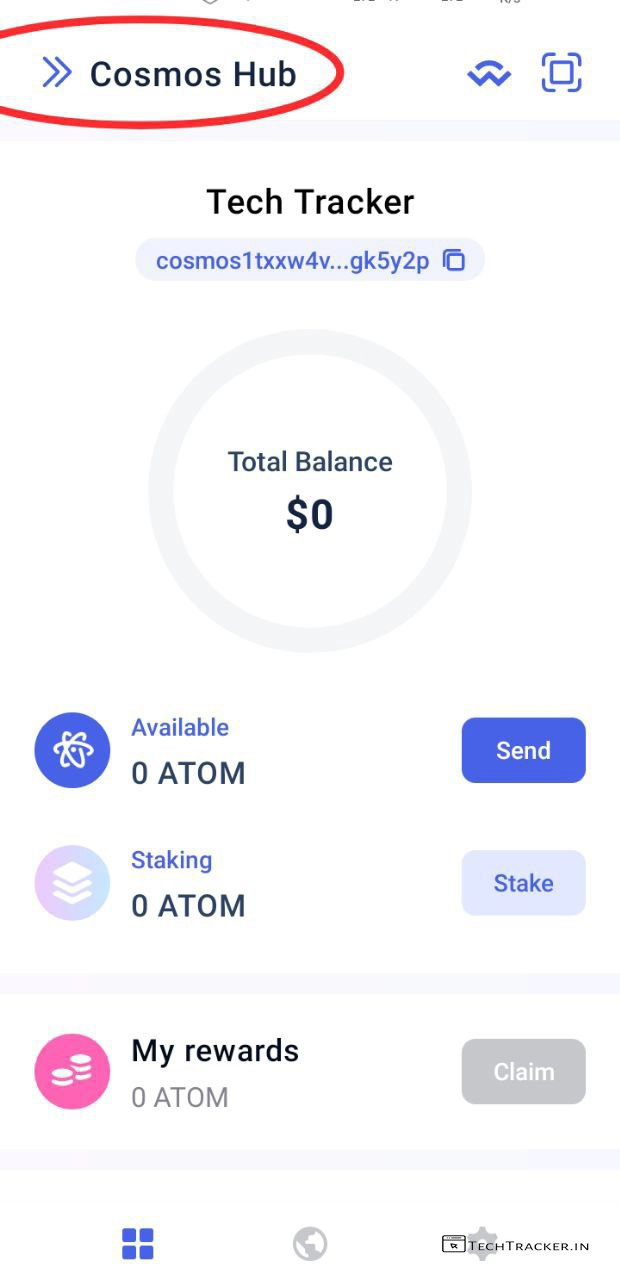 Cosmos Hub
Tech Tracker
cosmos1txxw4v...gk5y2p
Total Balance
$0
Available
0 ATOM
Send
Staking
0 ATOM
Stake
My rewards
0 ATOM
Claim
TECHTRACKER.IN